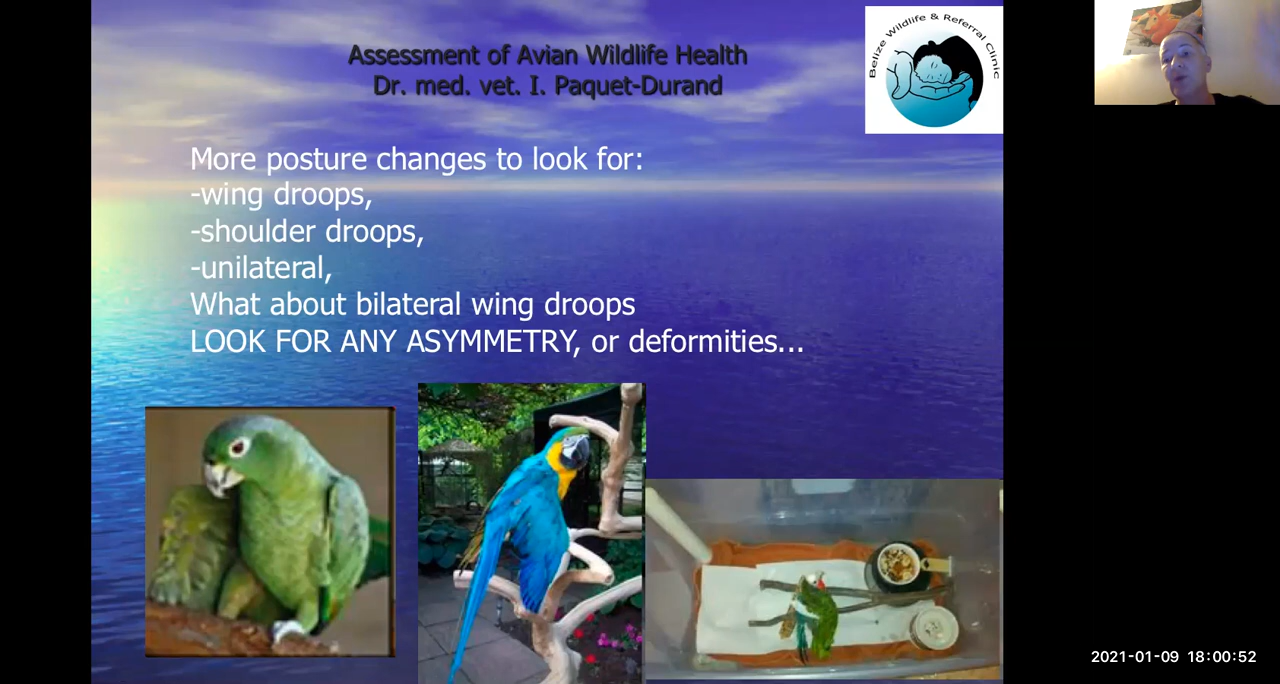 Assessment of Avian Wildlife Health
Dr. med. vet. I. Paquet-Durand
Belize Wildlife & Referral Clinic
More posture changes to look for:
-wing droops,
-shoulder droops,
-unilateral,
What about bilateral wing droops
LOOK FOR ANY ASYMMETRY, or deformities...
2021-01-09 18:00:52